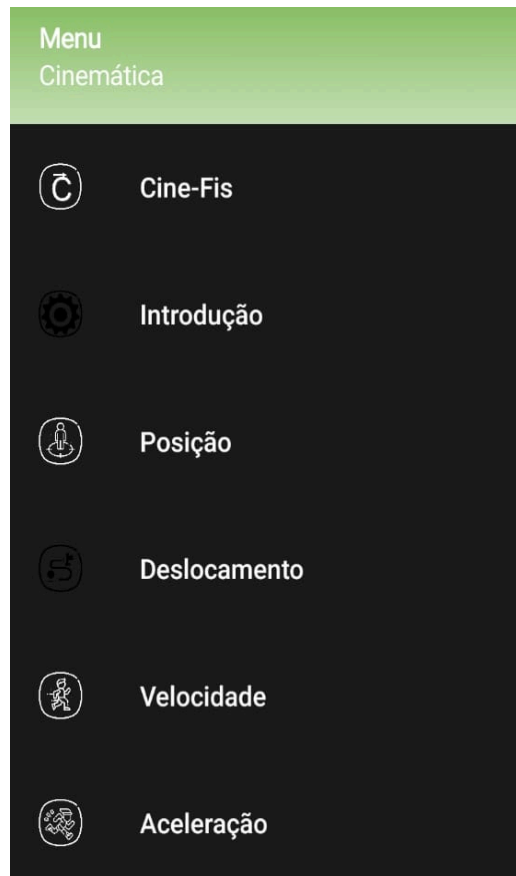 Menu
Cinemática
C Cine-Fis
Introdução
Posição
Deslocamento
Velocidade
Aceleração